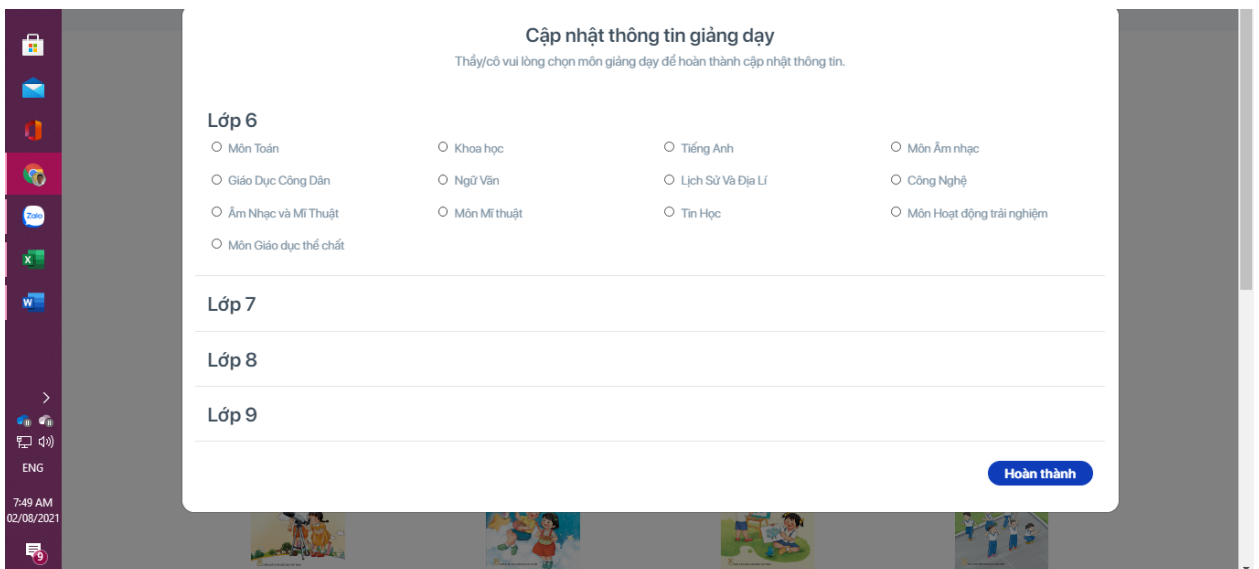 Cập nhật thông tin giảng dạy
Thầy/cô vui lòng chọn môn giảng dạy để hoàn thành cập nhật thông tin.
Lớp 6
Môn Toán
Khoa học
Tiếng Anh
Môn Âm nhạc
Giáo Dục Công Dân
Ngữ Văn
Lịch Sử Và Địa Lí
Công Nghệ
Âm Nhạc và Mĩ Thuật
Môn Mĩ thuật
Tin Học
Môn Hoạt động trải nghiệm
Môn Giáo dục thể chất
Lớp 7
Lớp 8
Lớp 9
Hoàn thành
Zalo
X
W
ENG
7:49 AM
02/08/2021
9